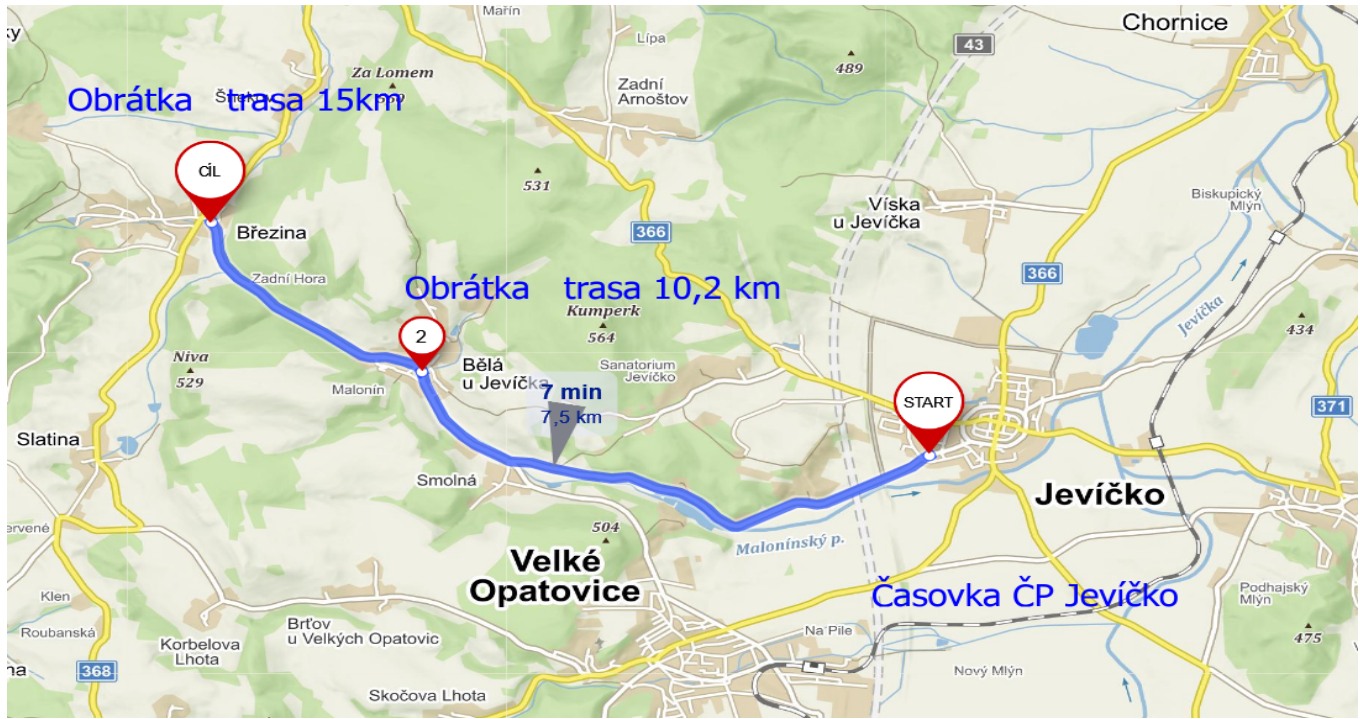 Mařín
Lípa
43
Chornice
489
Za Lomem
Zadní
Arnoštov
Obrátka trasa 15km
CÍL
531
Biskupický
Mlýn
Víska
u Jevíčka
366
Březina
Zadní Hora
366
Obrátka trasa 10,2 km
Jevíčka
Kumperk
564
434
2
Niva
529
Bělá
u Jevíčka
Sanatorium
Jevíčko
Malonín
7 min
7,5 km
START
371
Slatina
Smolná
Jevíčko
504
Malonínský p.
Velké
Opatovice
Časovka ČP Jevíčko
Podhajský
Mlýn
Klen
Roubanská
Brťov
u Velkých Opatovic
Na Pile
475
Korbelova
Lhota
368
Nový Mlýn
Skočova Lhota